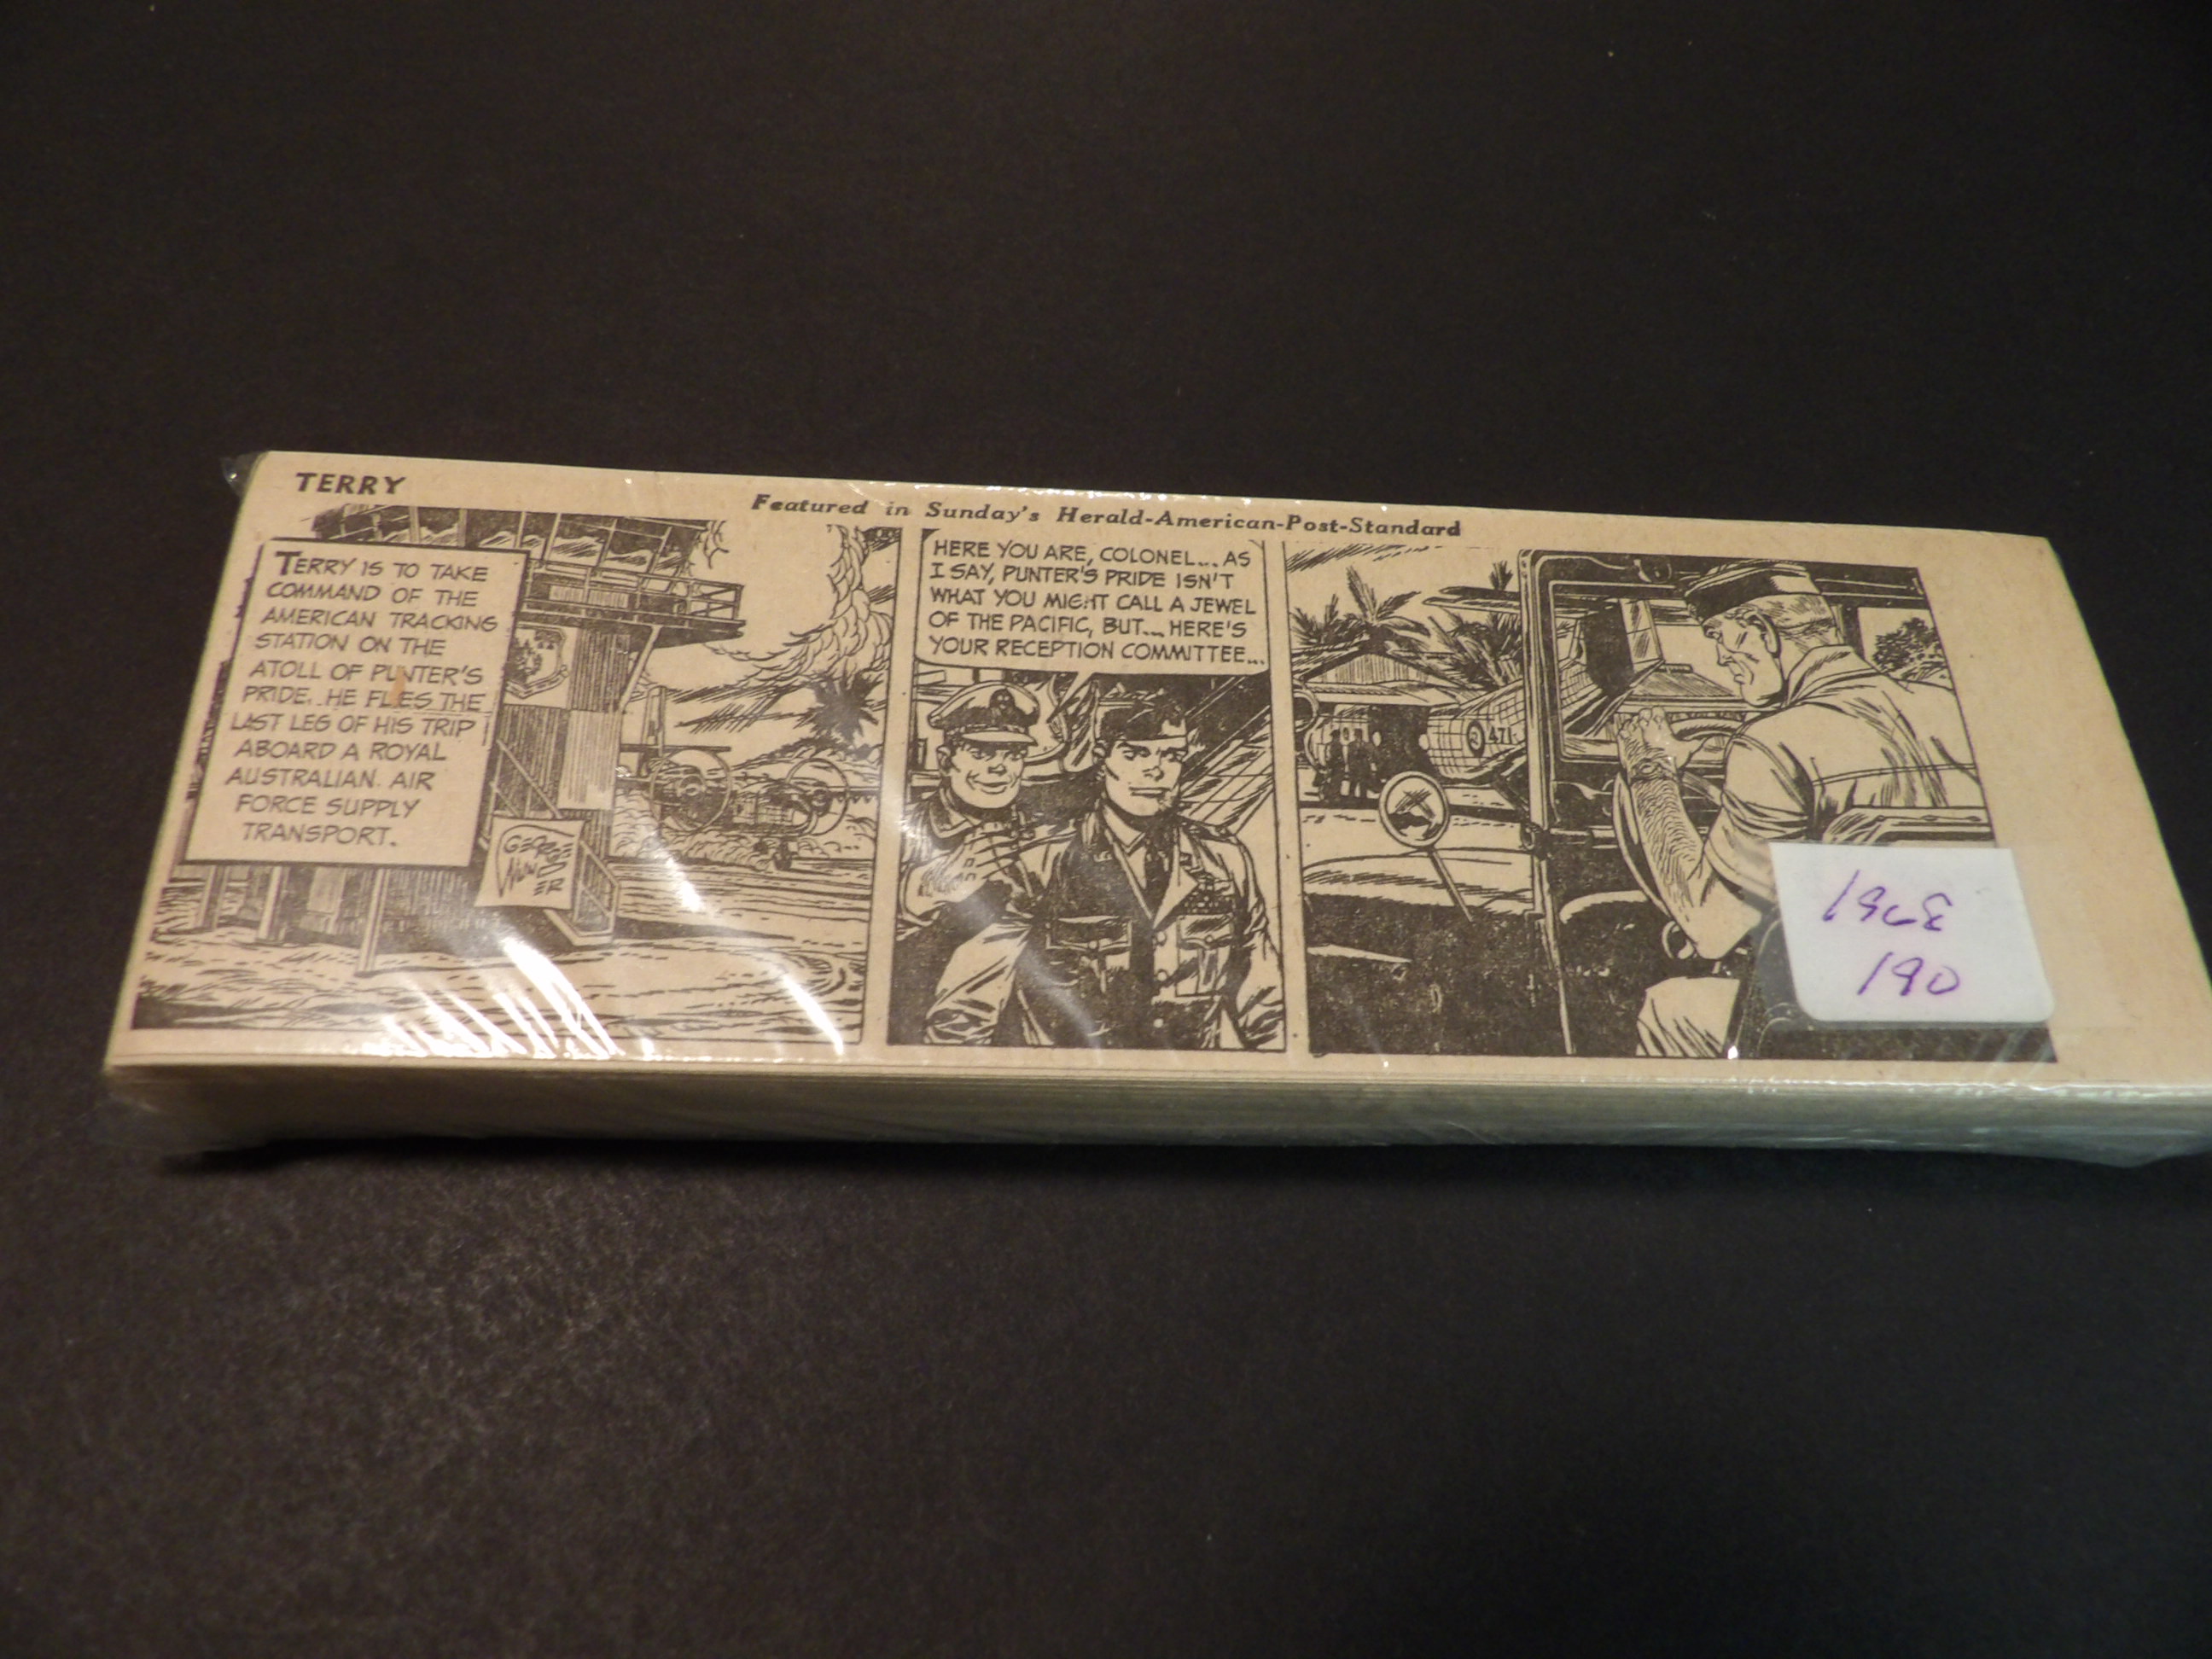 TERRY
Featured in Sunday's Herald-American-Post-Standard
TERRY IS TO TAKE
COMMAND OF THE
AMERICAN TRACKING
STATION ON THE
ATOLL OF PUNTER'S
PRIDE. HE FLIES THE
LAST LEG OF HIS TRIP
ABOARD A ROYAL
AUSTRALIAN AIR
FORCE SUPPLY
TRANSPORT.
GEORGE
WUNDER
HERE YOU ARE, COLONEL... AS
I SAY, PUNTER'S PRIDE ISN'T
WHAT YOU MIGHT CALL A JEWEL
OF THE PACIFIC, BUT... HERE'S
YOUR RECEPTION COMMITTEE...
471
1968
190